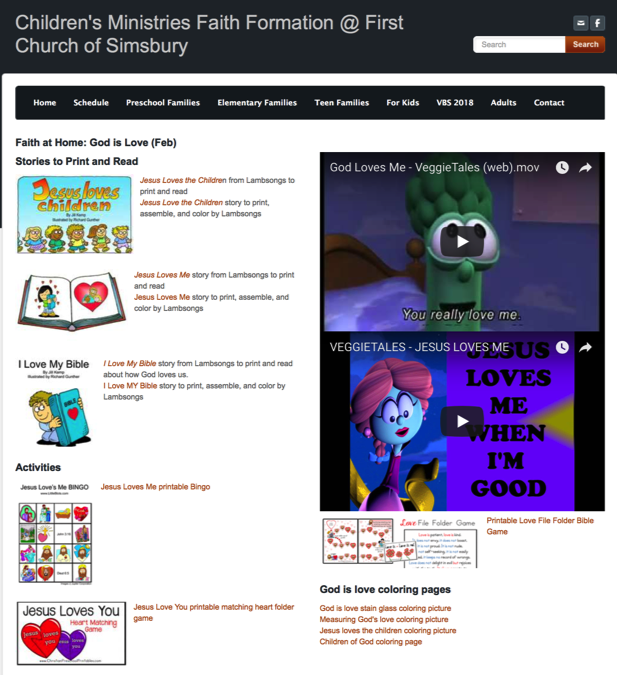 Children's Ministries Faith Formation @ First
Church of Simsbury
Search
Search
Home
Schedule
Preschool Families
Elementary Families
Teen Families
For Kids
VBS 2018
Adults
Contact
Faith at Home: God is Love (Feb)
Stories to Print and Read
Jesus loves
children
By Jill Kemp
Illustrated by Richard Gunther
Jesus Loves the Children from Lambsongs to
print and read
Jesus Love the Children story to print,
assemble, and color by Lambsongs
Jesus Loves Me story from Lambsongs to print
and read
Jesus Loves Me story to print, assemble, and
color by Lambsongs
I Love My Bible
By Jill Kemp
Illustrated by Richard Gunther
BIBLE
I Love My Bible story from Lambsongs to print and read
about how God loves us.
I Love MY Bible story to print, assemble, and color by
Lambsongs
Activities
Jesus Love's Me BINGO
Jesus Loves Me printable Bingo
Jesus Loves You
Heart Matching
Game
Jesus
loves
you
Jesus
loves
you
www.ChristianPreschoolPrintables.com
Jesus Love You printable matching heart folder
game
God Loves Me - VeggieTales (web).mov
You really love me.
VEGGIETALES - JESUS LOVES ME
JESUS
LOVES
ME
WHEN
I'M
GOOD
Love File Folder Game
Printable Love File Folder Bible
Game
God is love coloring pages
God is love stain glass coloring picture
Measuring God's love coloring picture
Jesus loves the children coloring picture
Children of God coloring page